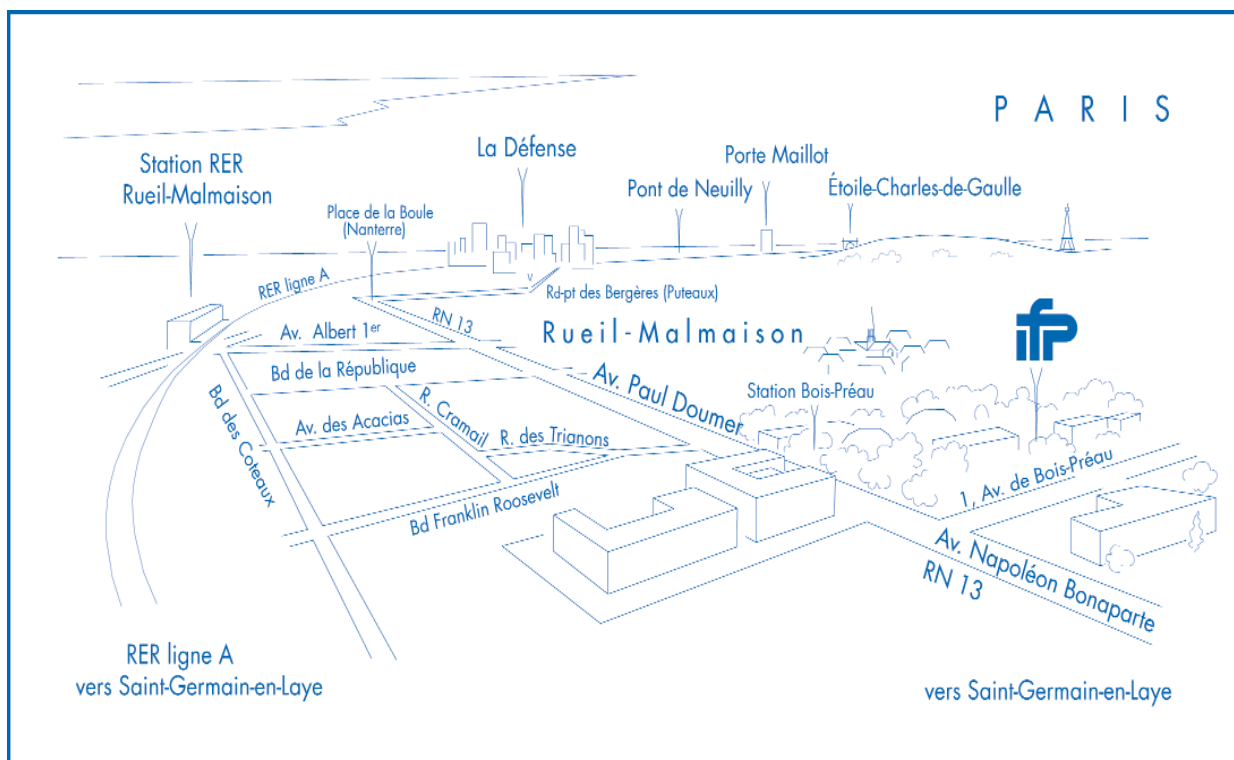 PARIS
La Défense
Porte Maillot
Station RER
Rueil-Malmaison
Pont de Neuilly
Étoile-Charles-de-Gaulle
Place de la Boule
(Nanterre)
RER ligne A
Rd-pt des Bergères (Puteaux)
RN 13
Av. Albert 1er
Rueil-Malmaison
ifp
Bd de la République
Av. Paul Doumer
Station Bois-Préau
Bd des Coteaux
Av. des Acacias
R. Cramail
R. des Trianons
1, Av. de Bois-Préau
Bd Franklin Roosevelt
Av. Napoléon Bonaparte
RN 13
RER ligne A
vers Saint-Germain-en-Laye
vers Saint-Germain-en-Laye